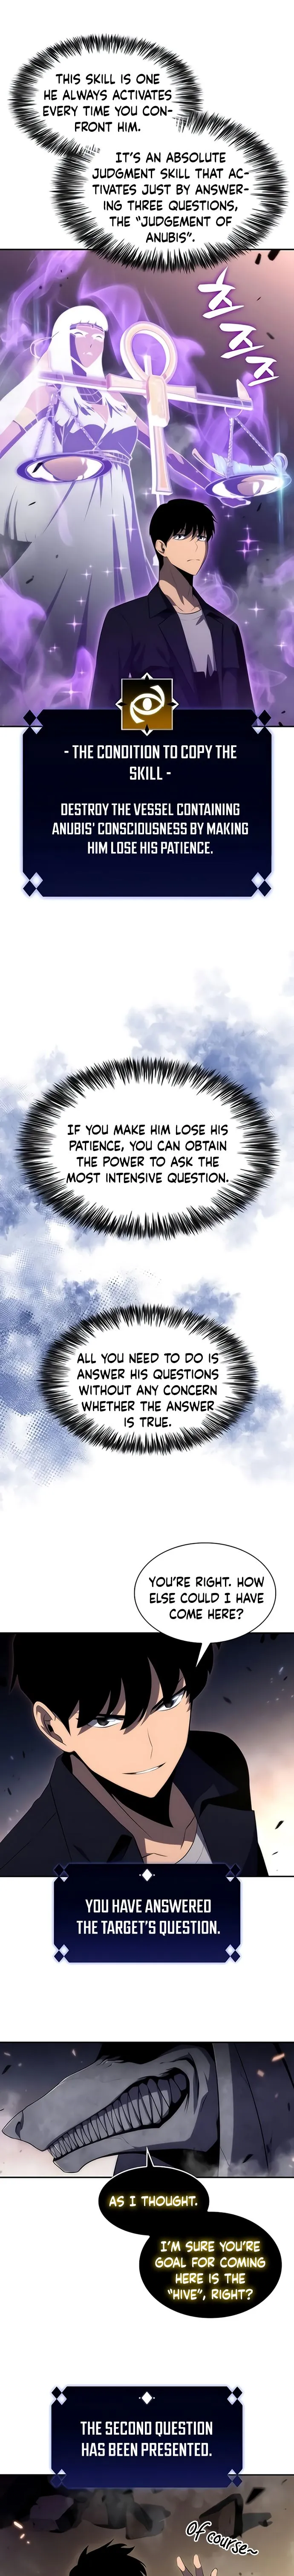 THIS SKILL IS ONE
HE ALWAYS ACTIVATES
EVERY TIME YOU CON-
FRONT HIM.
IT'S AN ABSOLUTE
JUDGMENT SKILL THAT AC-
TIVATES JUST BY ANSWER-
ING THREE QUESTIONS,
THE "JUDGEMENT OF
ANUBIS".
츠
즈즈
- THE CONDITION TO COPY THE
SKILL -
DESTROY THE VESSEL CONTAINING
ANUBIS' CONSCIOUSNESS BY MAKING
HIM LOSE HIS PATIENCE.
IF YOU MAKE HIM LOSE HIS
PATIENCE, YOU CAN OBTAIN
THE POWER TO ASK THE
MOST INTENSIVE QUESTION.
ALL YOU NEED TO DO IS
ANSWER HIS QUESTIONS
WITHOUT ANY CONCERN
WHETHER THE ANSWER
IS TRUE.
YOU'RE RIGHT. HOW
ELSE COULD I HAVE
COME HERE?
YOU HAVE ANSWERED
THE TARGET'S QUESTION.
AS I THOUGHT.
I'M SURE YOU'RE
GOAL FOR COMING
HERE IS THE
"HIVE", RIGHT?
THE SECOND QUESTION
HAS BEEN PRESENTED.
Of course~